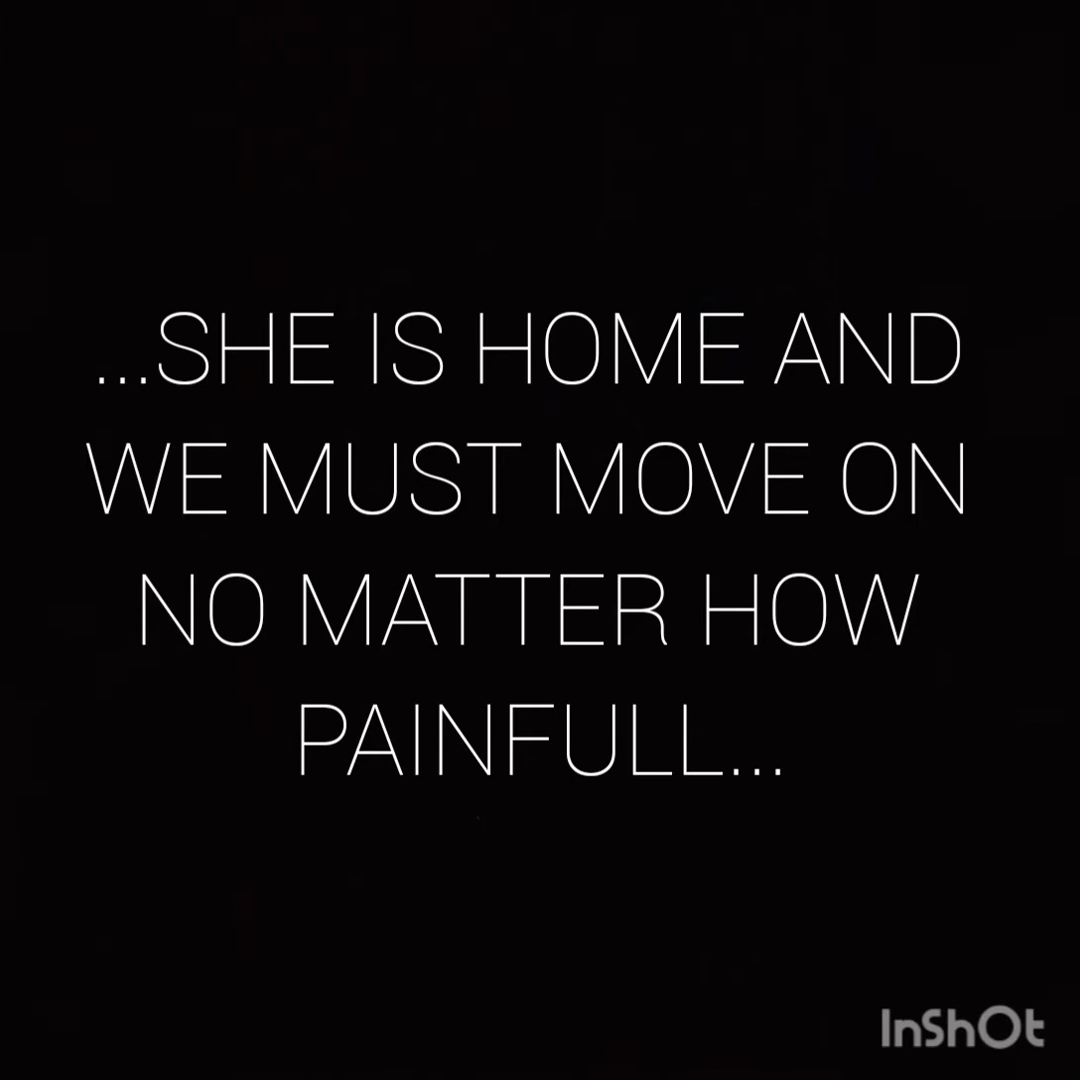 ...SHE IS HOME AND
WE MUST MOVE ON
NO MATTER HOW
PAINFULL...
InShOt